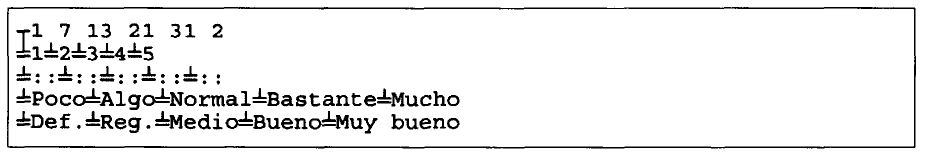 ┬1 7 13 21 31 2
╧1╧2╧3╧4╧5
╧::╧::╧::╧::╧::
╧Poco╧Algo╧Normal╧Bastante╧Mucho
╧Def.╧Reg.╧Medio╧Bueno╧Muy bueno